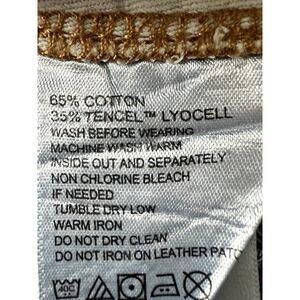 65% COTTON
35% TENCEL™ LYOCELL
WASH BEFORE WEARING
MACHINE WASH WARM
INSIDE OUT AND SEPARATELY
NON CHLORINE BLEACH
IF NEEDED
TUMBLE DRY LOW
WARM IRON
DO NOT DRY CLEAN
DO NOT IRON ON LEATHER PATC
40C